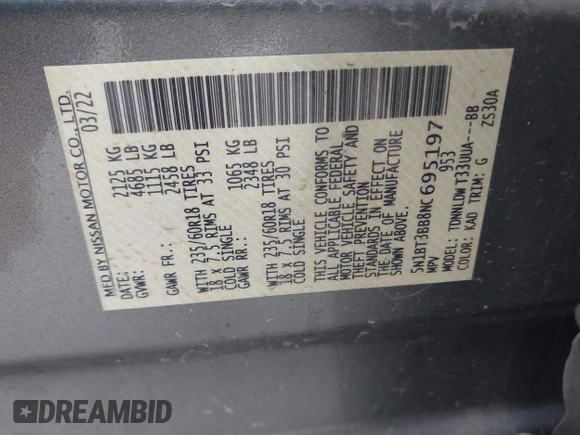 MFD BY NISSAN MOTOR CO., LTD.
DATE: 03/22
GVWR: 2125 KG
4685 LB
GAWR FR.: 1115 KG
2458 LB
WITH 235/60R18 TIRES
18 X 7.5 RIMS AT 33 PSI
COLD SINGLE
GAWR RR.: 1065 KG
2348 LB
WITH 235/60R18 TIRES
18 X 7.5 RIMS AT 30 PSI
COLD SINGLE
THIS VEHICLE CONFORMS TO
ALL APPLICABLE FEDERAL
MOTOR VEHICLE SAFETY AND
THEFT PREVENTION
STANDARDS IN EFFECT ON
THE DATE OF MANUFACTURE
SHOWN ABOVE.
5N1BT3BB8NC695197
MPV 953
MODEL: TDWNLDWT33UUA---BB
COLOR: KAD TRIM: G ZS30A
DREAMBID